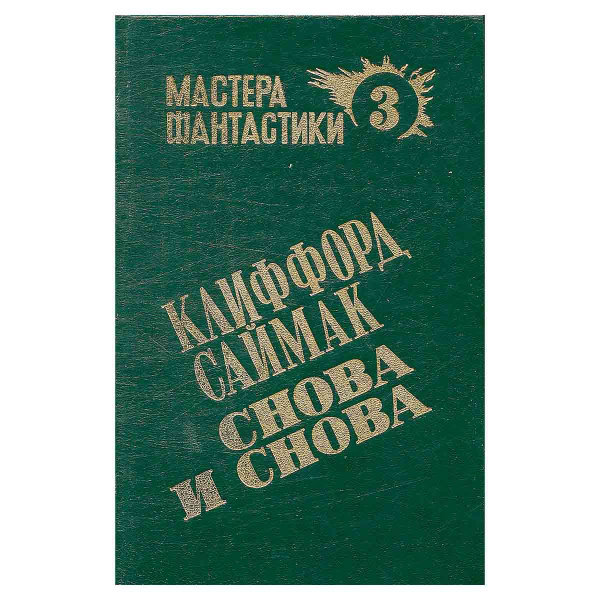 МАСТЕРА
ФАНТАСТИКИ
3
КЛИФФОРД
САЙМАК
СНОВА
И СНОВА